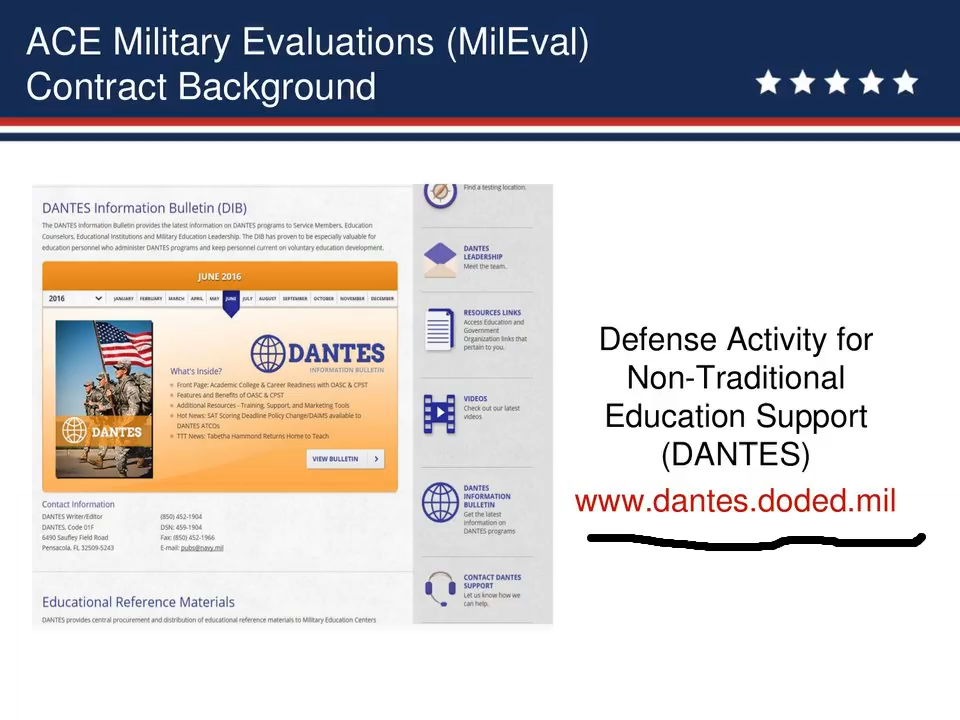 ACE Military Evaluations (MilEval)
Contract Background
DANTES Information Bulletin (DIB)
The DANTES Information Bulletin provides the latest information on DANTES programs to Service Members, Education
Counselors, Educational Institutions and Military Education Leadership. The DIB has proven to be especially valuable for
education personnel who administer DANTES programs and keep personnel current on voluntary education development.
JUNE 2016
2016 JANUARY FEBRUARY MARCH APRIL MAY JUNE JULY AUGUST SEPTEMBER OCTOBER NOVEMBER DECEMBER
DANTES
DANTES
INFORMATION BULLETIN
What's Inside?
Front Page: Academic College & Career Readiness with OASC & CPST
Features and Benefits of OASC & CPST
Additional Resources - Training, Support, and Marketing Tools
Hot News: SAT Scoring Deadline Policy Change/DAIMS available to
DANTES ATCOs
TTT News: Tabetha Hammond Returns Home to Teach
VIEW BULLETIN
Contact Information
DANTES Writer/Editor
DANTES, Code 01F
6490 Saufley Field Road
Pensacola, FL 32509-5243
(850) 452-1904
DSN: 459-1904
Fax: (850) 452-1966
E-mail: pubs@navy.mil
Educational Reference Materials
DANTES provides central procurement and distribution of educational reference materials to Military Education Centers
Find a testing location.
DANTES
LEADERSHIP
Meet the team.
RESOURCES LINKS
Access Education and
Government
Organization links that
pertain to you.
VIDEOS
Check out our latest
videos
DANTES
INFORMATION
BULLETIN
Get the latest
information on
DANTES programs
CONTACT DANTES
SUPPORT
Let us know how we
can help.
Defense Activity for
Non-Traditional
Education Support
(DANTES)
www.dantes.doded.mil